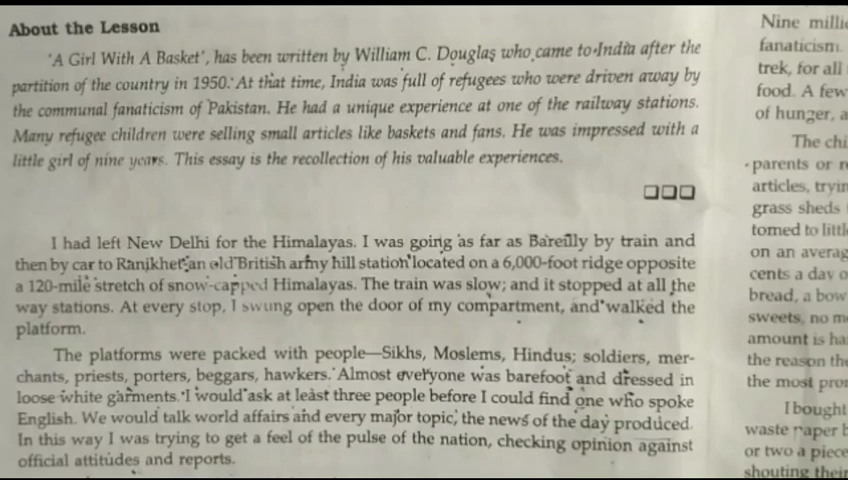 About the Lesson
'A Girl With A Basket', has been written by William C. Douglas who came to India after the
partition of the country in 1950. At that time, India was full of refugees who were driven away by
the communal fanaticism of Pakistan. He had a unique experience at one of the railway stations.
Many refugee children were selling small articles like baskets and fans. He was impressed with a
little girl of nine years. This essay is the recollection of his valuable experiences.
I had left New Delhi for the Himalayas. I was going as far as Bareilly by train and
then by car to Ranikhet an old British army hill station located on a 6,000-foot ridge opposite
a 120-mile stretch of snow-capped Himalayas. The train was slow; and it stopped at all the
way stations. At every stop, I swung open the door of my compartment, and walked the
platform.
The platforms were packed with people—Sikhs, Moslems, Hindus; soldiers, mer-
chants, priests, porters, beggars, hawkers. Almost everyone was barefoot and dressed in
loose white garments. I would ask at least three people before I could find one who spoke
English. We would talk world affairs and every major topic, the news of the day produced.
In this way I was trying to get a feel of the pulse of the nation, checking opinion against
official attitudes and reports.
Nine
fanaticism.
trek, for all
food. A few
of hunger, a
The
parents or
articles,
grass sheds
tomed to
on an
cents a day o
bread, a bow
sweets, no
amount is
the reason
the most
I bought
waste paper
or two a piece
shouting their